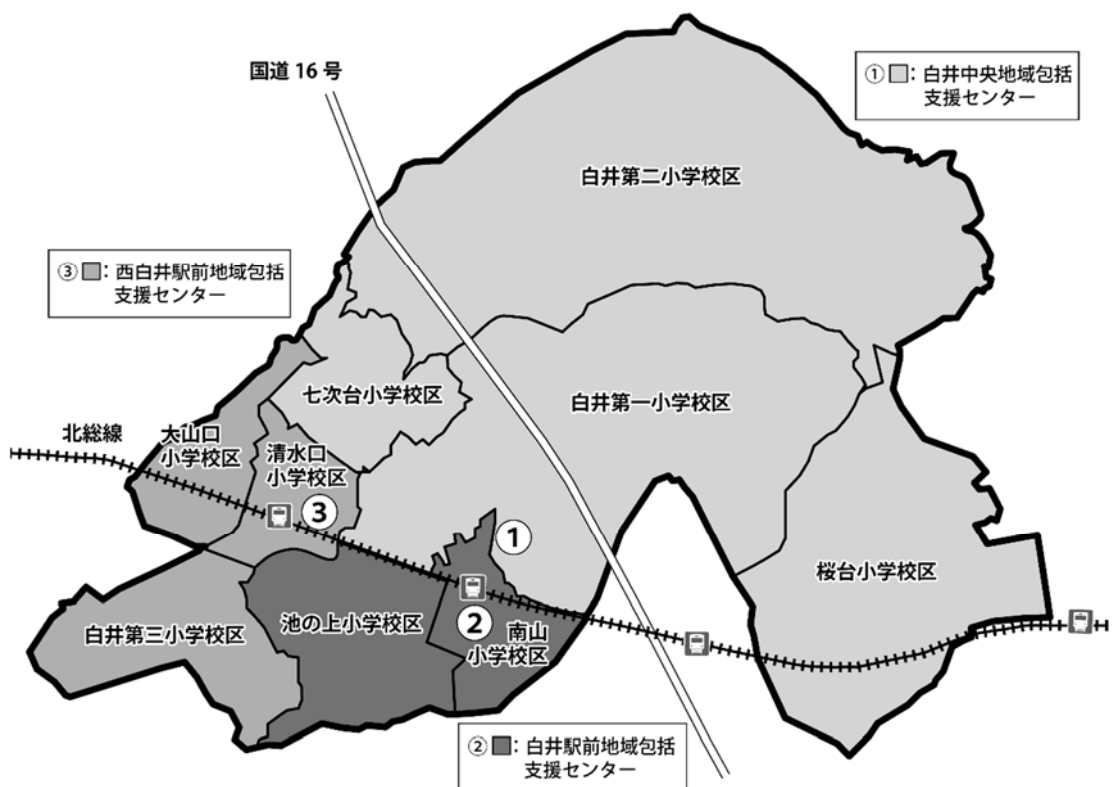 国道 16 号
① : 白井中央地域包括
支援センター
白井第二小学校区
③ : 西白井駅前地域包括
支援センター
七次台小学校区
白井第一小学校区
北総線
大山口
小学校区
清水口
小学校区
③
①
桜台小学校区
白井第三小学校区
池の上小学校区
②
南山
小学校区
② : 白井駅前地域包括
支援センター